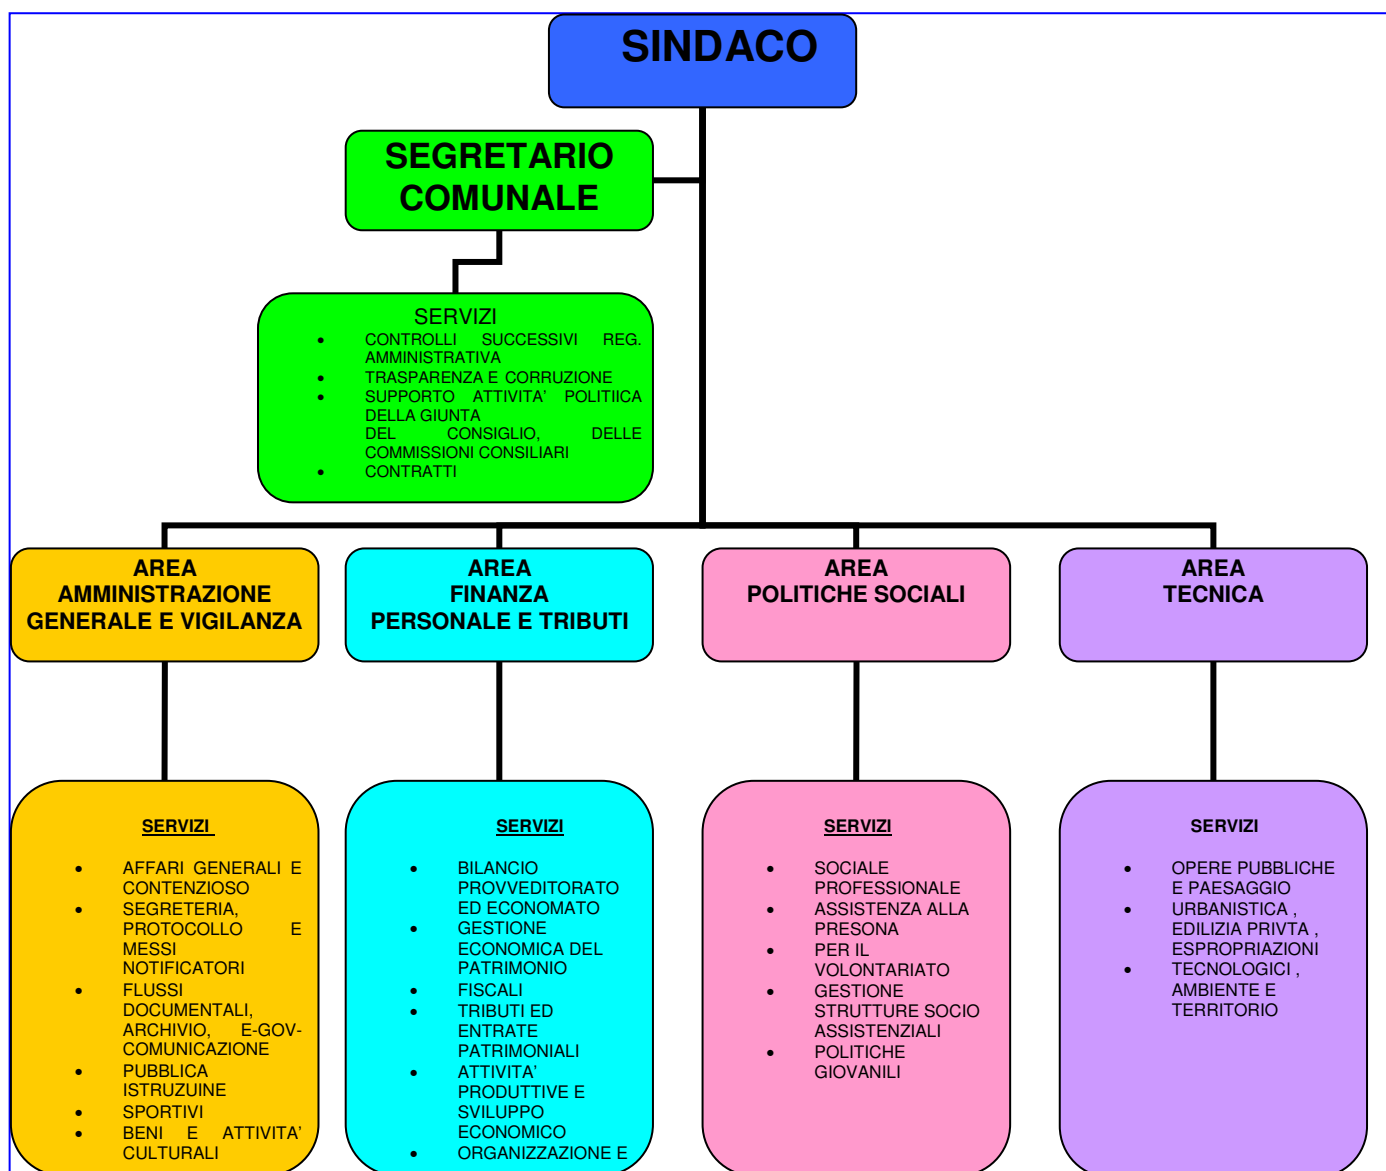 SINDACO
SEGRETARIO
COMUNALE
SERVIZI
• CONTROLLI SUCCESSIVI REG.
AMMINISTRATIVA
• TRASPARENZA E CORRUZIONE
• SUPPORTO ATTIVITA' POLITIICA
DELLA GIUNTA
DEL CONSIGLIO, DELLE
COMMISSIONI CONSILIARI
• CONTRATTI
AREA
AMMINISTRAZIONE
GENERALE E VIGILANZA
AREA
FINANZA
PERSONALE E TRIBUTI
AREA
POLITICHE SOCIALI
AREA
TECNICA
SERVIZI
• AFFARI GENERALI E
CONTENZIOSO
• SEGRETERIA,
PROTOCOLLO E
MESSI
NOTIFICATORI
• FLUSSI
DOCUMENTALI,
ARCHIVIO, E-GOV-
COMUNICAZIONE
• PUBBLICA
ISTRUZUINE
• SPORTIVI
• BENI E ATTIVITA'
CULTURALI
SERVIZI
• BILANCIO
PROVVEDITORATO
ED ECONOMATO
• GESTIONE
ECONOMICA DEL
PATRIMONIO
• FISCALI
• TRIBUTI ED
ENTRATE
PATRIMONIALI
• ATTIVITA'
PRODUTTIVE E
SVILUPPO
ECONOMICO
• ORGANIZZAZIONE E
SERVIZI
• SOCIALE
PROFESSIONALE
• ASSISTENZA ALLA
PRESONA
• PER IL
VOLONTARIATO
• GESTIONE
STRUTTURE SOCIO
ASSISTENZIALI
• POLITICHE
GIOVANILI
SERVIZI
• OPERE PUBBLICHE
E PAESAGGIO
• URBANISTICA ,
EDILIZIA PRIVTA ,
ESPROPRIAZIONI
• TECNOLOGICI ,
AMBIENTE E
TERRITORIO